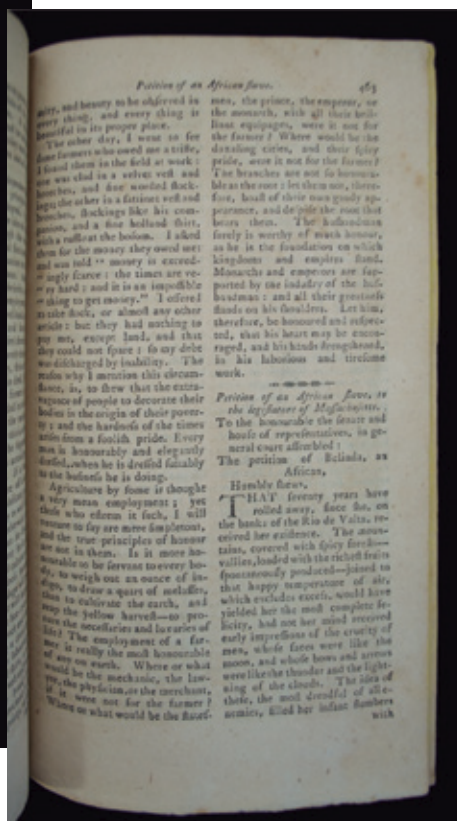 Petition of an African slave. 463
and beauty to be observed in
every thing, and every thing is
beautiful in its proper place.
The other day, I went to see
some farmers who owed me a trifle,
I found them in the field at work:
one was clad in a velvet vest and
breeches, and fine worsted stock-
ings; the other in a sattinet vest and
breeches, stockings like his com-
panion, and a fine holland shirt,
with a ruffle at the bosom. I asked
them for the money they owed me:
and was told " money is exceed-
" ingly scarce: the times are ve-
" ry hard: and it is an impossible
" thing to get money." I offered
to take stock, or almost any other
article: but they had nothing to
pay me, except land, and that
they could not spare: so my debt
was discharged by inability. The
reason why I mention this circum-
stance, is, to shew that the extra-
vagance of people to decorate their
bodies is the origin of their pover-
ty; and the hardness of the times
arises from a foolish pride. Every
man is honourably and elegantly
dressed, when he is dressed suitably
to the business he is doing.
Agriculture by some is thought
a very mean employment; yet
those who esteem it such, I will
venture to say are mere simpletons,
and the true principles of honour
are not in them. Is it more ho-
nourable to be servant to every bo-
dy, to weigh out an ounce of in-
digo, to draw a quart of melasses,
than to cultivate the earth, and
reap the yellow harvest—to pro-
cure the necessaries and luxuries of
life? The employment of a far-
mer is really the most honourable
of any on earth. Where or what
would be the mechanic, the law-
yer, the physician, or the merchant,
if it were not for the farmer?
Where or what would be the states-
men, the prince, the emperor, or
the monarch, with all their bril-
liant equipages, were it not for
the farmer? Where would be the
dazzling cities, and their spicy
pride, were it not for the farmer?
The branches are not so honoura-
ble as the root: let them not, there-
fore, boast of their own goodly ap-
pearance, and despise the root that
bears them. The husbandman
surely is worthy of much honour,
as he is the foundation on which
kingdoms and empires stand.
Monarchs and emperors are sup-
ported by the industry of the hus-
bandman: and all their greatness
stands on his shoulders. Let him,
therefore, be honoured and respec-
ted, that his heart may be encou-
raged, and his hands strengthened,
in his laborious and tiresome
work.
Petition of an African slave, to
the legislature of Massachusetts.
To the honourable the senate and
house of representatives, in ge-
neral court assembled:
The petition of Belinda, an
African,
Humbly shews,
THAT seventy years have
rolled away, since she, on
the banks of the Rio de Valta, re-
ceived her existence. The moun-
tains, covered with spicy forests—
vallies, loaded with the richest fruits
spontaneously produced—joined to
that happy temperature of air,
which excludes excess, would have
yielded her the most complete fe-
licity, had not her mind received
early impressions of the cruelty of
men, whose faces were like the
moon, and whose bows and arrows
were like the thunder and the light-
ning of the clouds. The idea of
these, the most dreadful of all e-
nemies, filled her infant slumbers
with